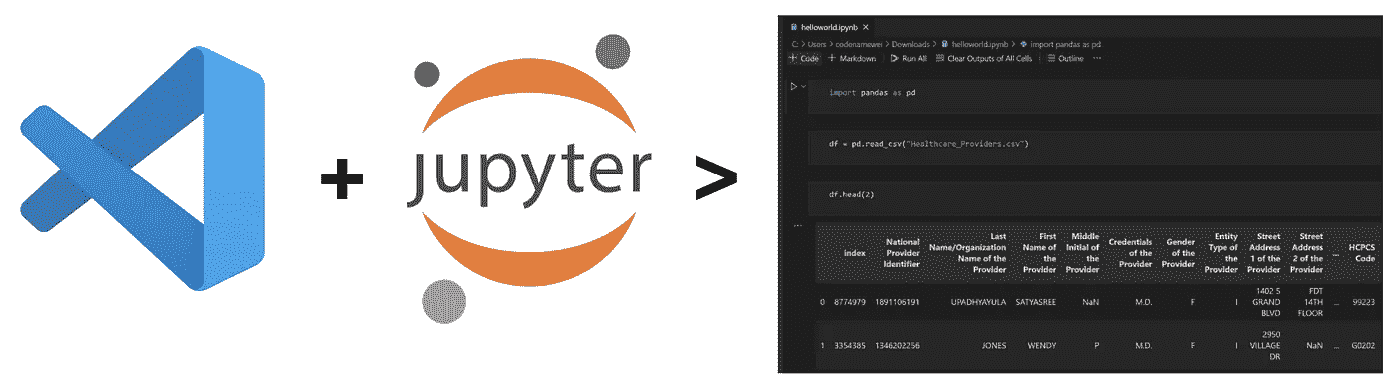 + jupyter >
helloworld.ipynb ×
C: > Users > codenamewei > Downloads > helloworld.ipynb > import pandas as pd
+ Code + Markdown Run All Clear Outputs of All Cells Outline ...
import pandas as pd
df = pd.read_csv("Healthcare_Providers.csv")
df.head(2)
...
Last First Middle Entity Street Street
National Credentials Gender
Name/Organization Name of Initial of Type of Address Address HCPCS
index Provider of the of the ...
Name of the the the the 1 of the 2 of the Code
Identifier Provider Provider
Provider Provider Provider Provider Provider Provider
1402 S FDT
0 8774979 1891106191 UPADHYAYULA SATYASREE NaN M.D. F I GRAND 14TH ... 99223
BLVD FLOOR
2950
1 3354385 1346202256 JONES WENDY P M.D. F I VILLAGE NaN ... G0202
DR